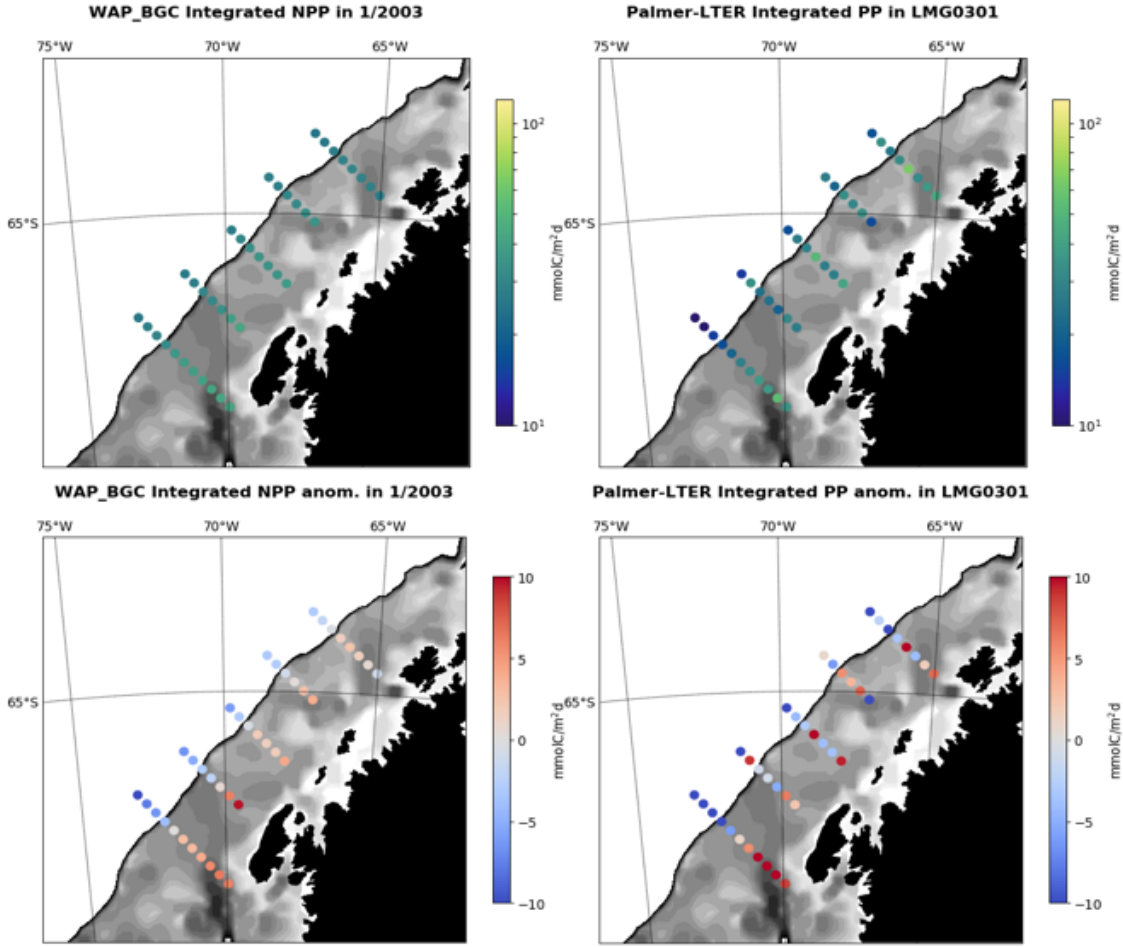 WAP_BGC Integrated NPP in 1/2003
75°W 70°W 65°W
65°S
10²
10¹
mmolC/m²d
Palmer-LTER Integrated PP in LMG0301
75°W 70°W 65°W
65°S
10²
10¹
mmolC/m²d
WAP_BGC Integrated NPP anom. in 1/2003
75°W 70°W 65°W
65°S
10
5
0
−5
−10
mmolC/m²d
Palmer-LTER Integrated PP anom. in LMG0301
75°W 70°W 65°W
65°S
10
5
0
−5
−10
mmolC/m²d